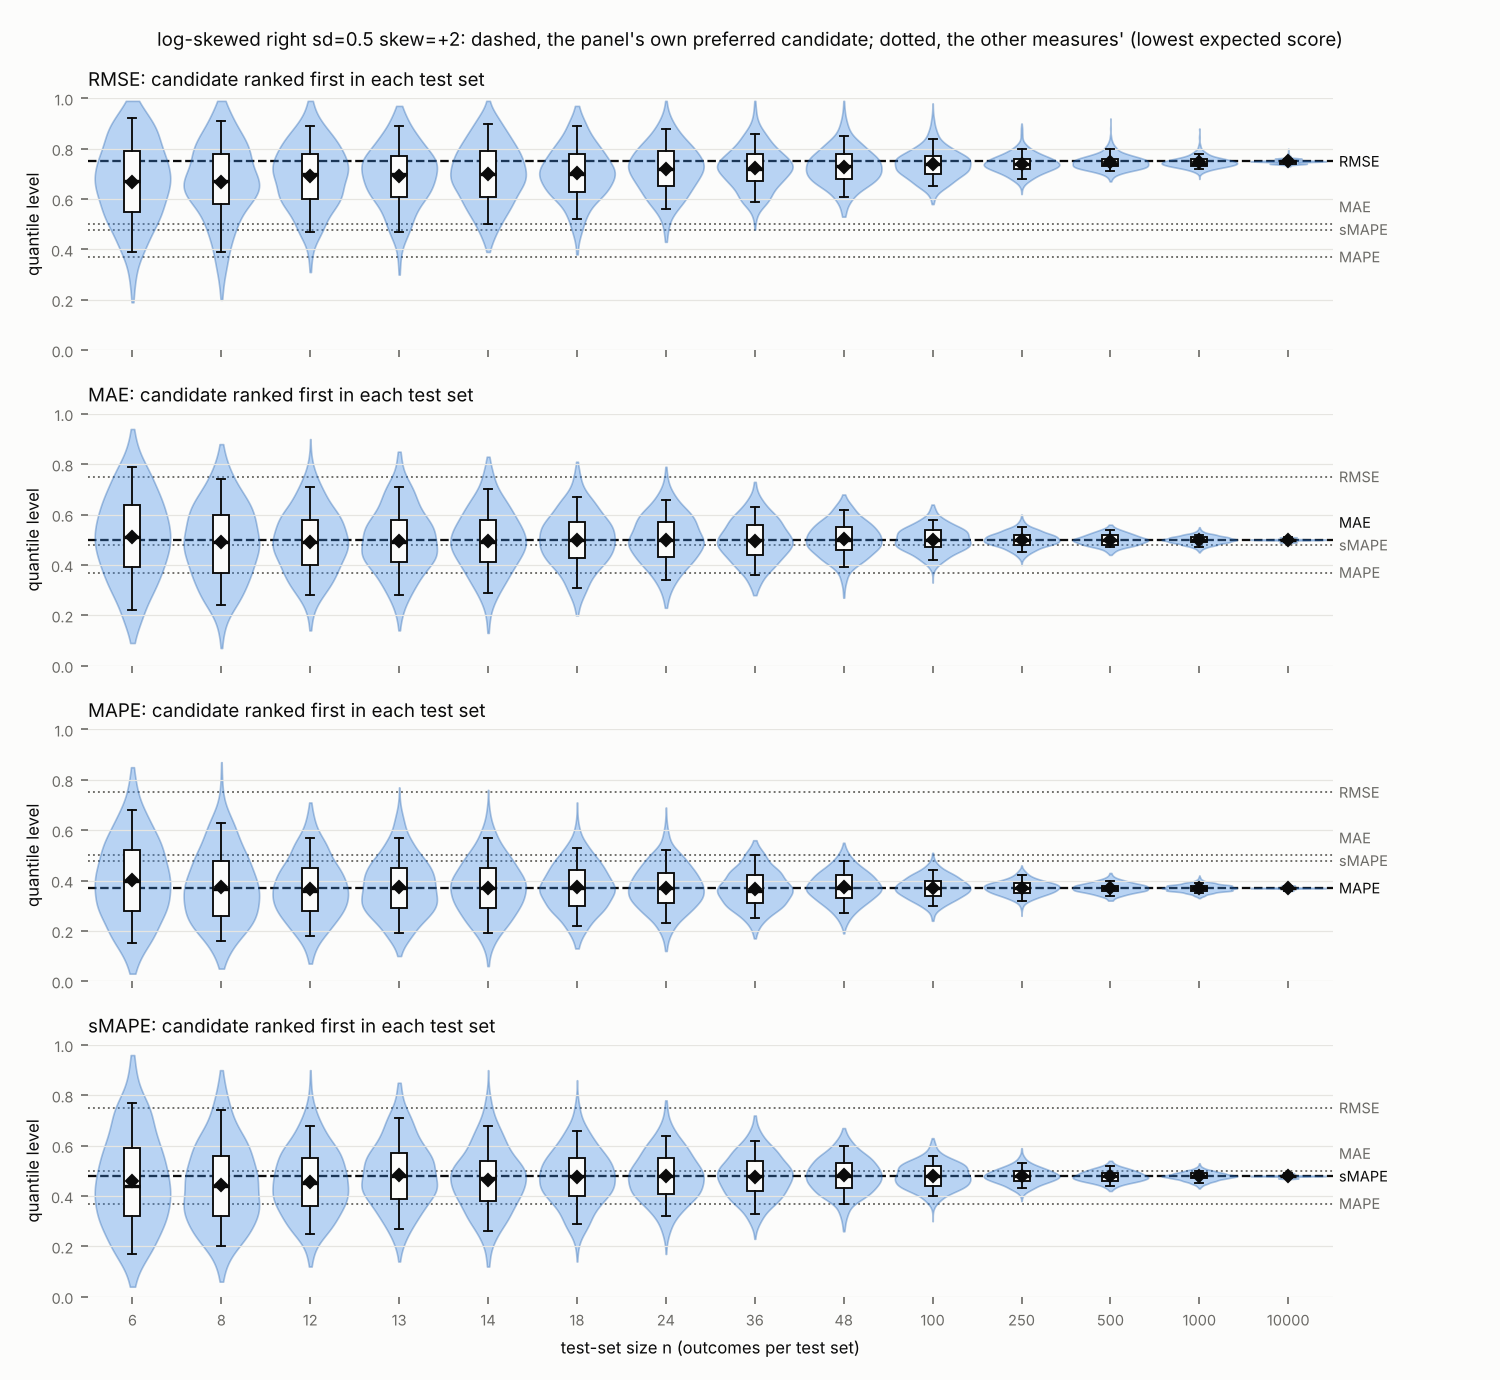 log-skewed right sd=0.5 skew=+2: dashed, the panel's own preferred candidate; dotted, the other measures' (lowest expected score)
RMSE: candidate ranked first in each test set
quantile level
1.0
0.8
0.6
0.4
0.2
0.0
RMSE
MAE
sMAPE
MAPE
MAE: candidate ranked first in each test set
quantile level
1.0
0.8
0.6
0.4
0.2
0.0
RMSE
MAE
sMAPE
MAPE
MAPE: candidate ranked first in each test set
quantile level
1.0
0.8
0.6
0.4
0.2
0.0
RMSE
MAE
sMAPE
MAPE
sMAPE: candidate ranked first in each test set
quantile level
1.0
0.8
0.6
0.4
0.2
0.0
RMSE
MAE
sMAPE
MAPE
6 8 12 13 14 18 24 36 48 100 250 500 1000 10000
test-set size n (outcomes per test set)